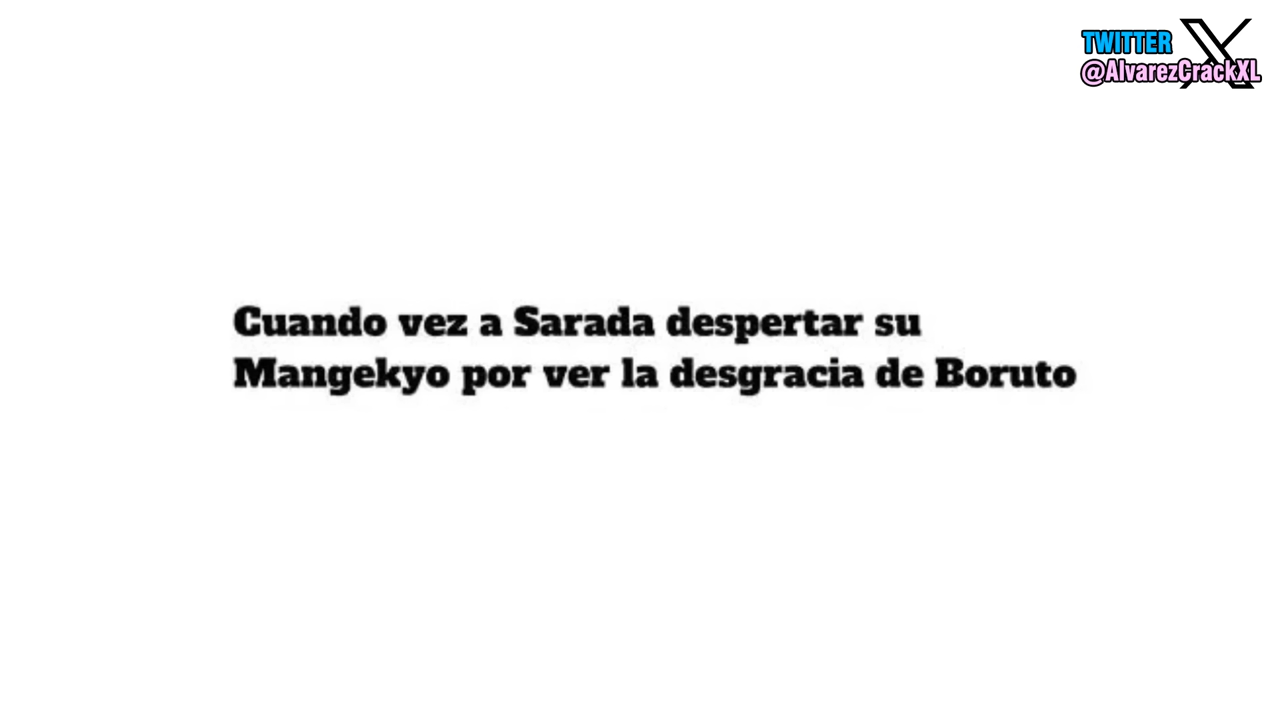 TWITTER
@AlvarezCrackXL
Cuando vez a Sarada despertar su
Mangekyo por ver la desgracia de Boruto